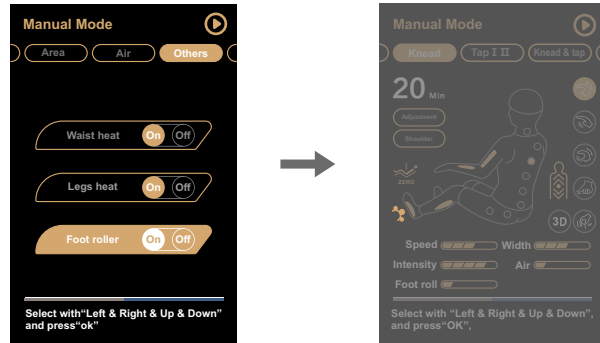 Manual Mode
Area Air Others
Waist heat On Off
Legs heat On Off
Foot roller On Off
Select with“Left & Right & Up & Down”
and press“ok”
Manual Mode
Knead Tap I II Knead & tap
20 Min
Adjustment
Shoulder
ZERO
3D
Speed Width
Intensity Air
Foot roll
Select with “Left & Right & Up & Down”,
and press“OK”,